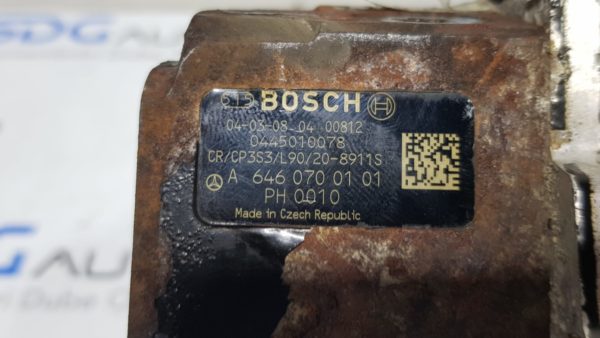 615 BOSCH
04-03-08 04 00812
0445010078
CR/CP3S3/L90/20-8911S
A 646 070 01 01
PH 0010
Made in Czech Republic